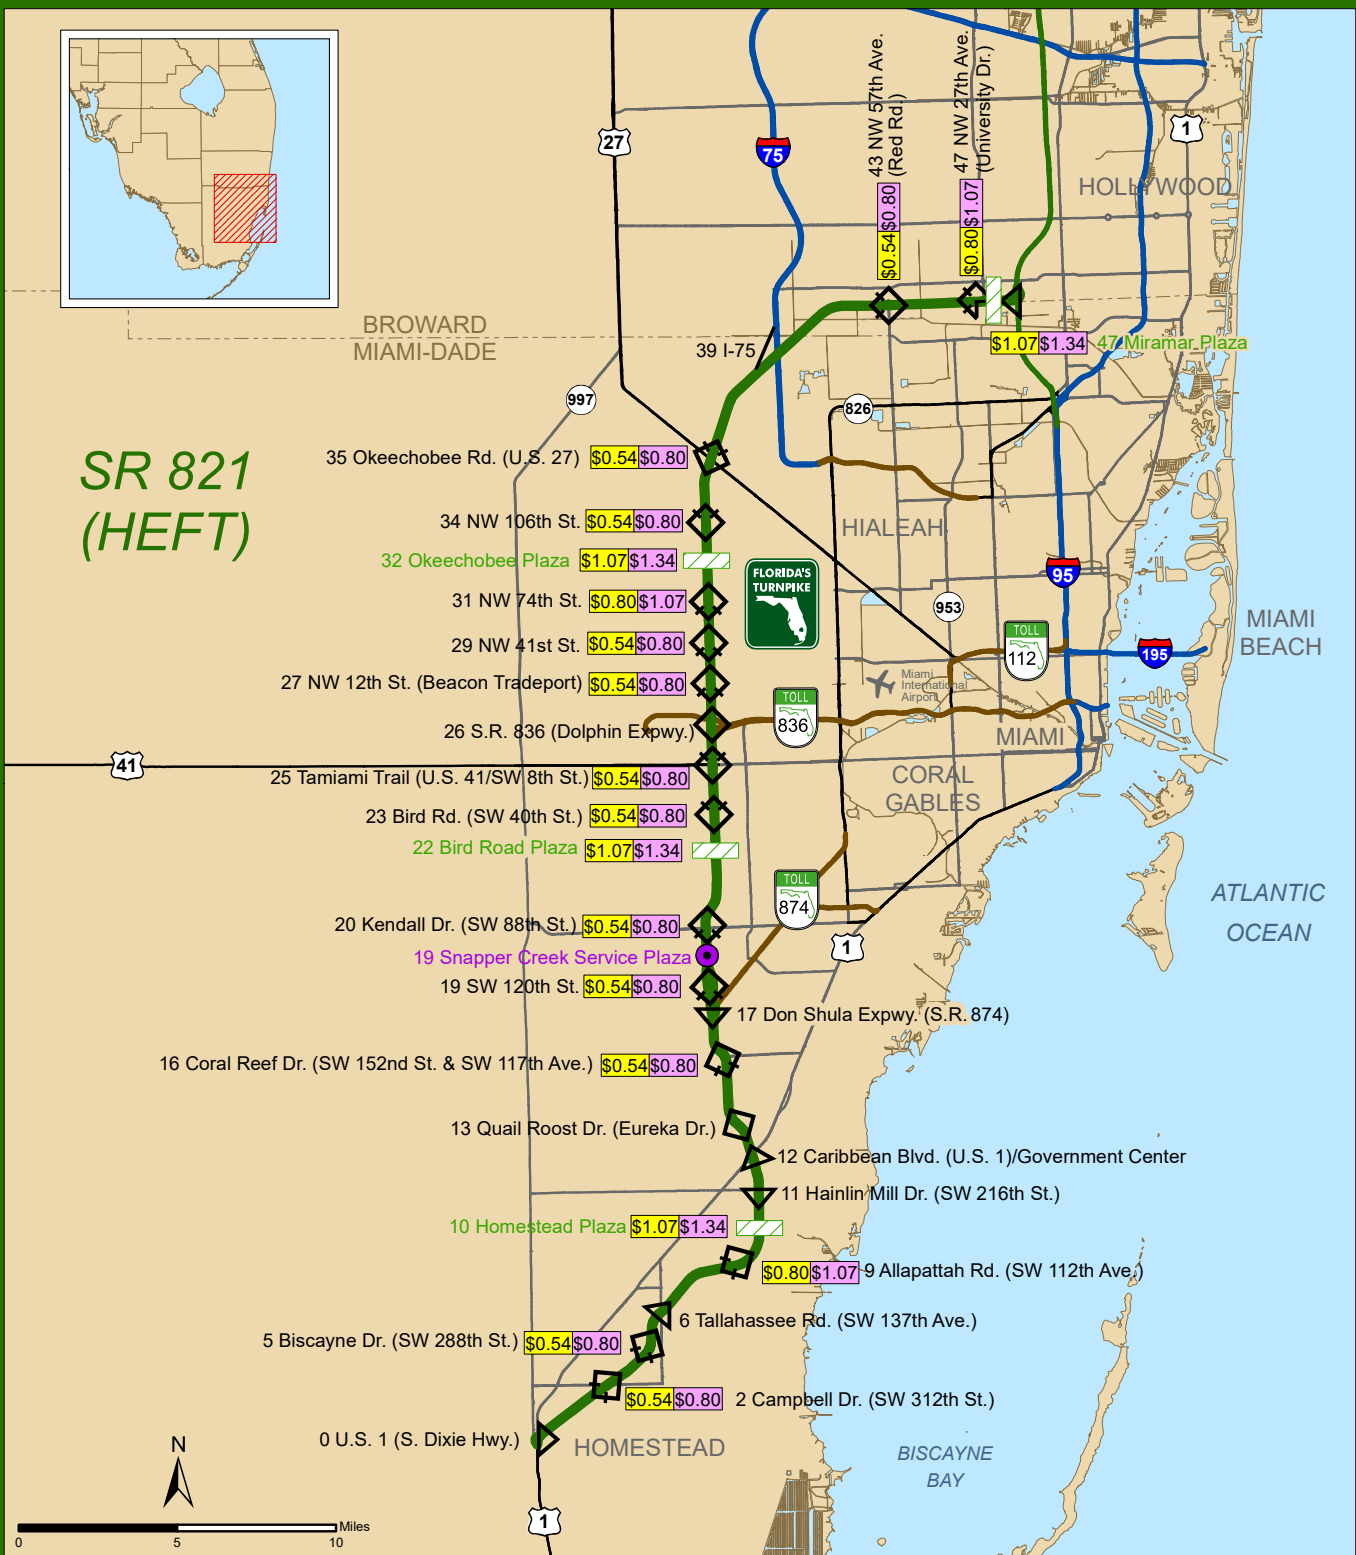 43 NW 57th Ave.
(Red Rd.)
47 NW 27th Ave.
(University Dr.)
27
75
1
HOLLYWOOD
$0.54 $0.80
$0.80 $1.07
BROWARD
MIAMI-DADE
39 I-75
$1.07 $1.34 47 Miramar Plaza
997
826
SR 821
(HEFT)
35 Okeechobee Rd. (U.S. 27) $0.54 $0.80
34 NW 106th St. $0.54 $0.80
HIALEAH
32 Okeechobee Plaza $1.07 $1.34
FLORIDA'S
TURNPIKE
95
31 NW 74th St. $0.80 $1.07
953
MIAMI
BEACH
29 NW 41st St. $0.54 $0.80
TOLL
112
195
27 NW 12th St. (Beacon Tradeport) $0.54 $0.80
Miami
International
Airport
26 S.R. 836 (Dolphin Expwy.)
TOLL
836
MIAMI
41
25 Tamiami Trail (U.S. 41/SW 8th St.) $0.54 $0.80
CORAL
GABLES
23 Bird Rd. (SW 40th St.) $0.54 $0.80
22 Bird Road Plaza $1.07 $1.34
TOLL
874
ATLANTIC
OCEAN
20 Kendall Dr. (SW 88th St.) $0.54 $0.80
1
19 Snapper Creek Service Plaza
19 SW 120th St. $0.54 $0.80
17 Don Shula Expwy. (S.R. 874)
16 Coral Reef Dr. (SW 152nd St. & SW 117th Ave.) $0.54 $0.80
13 Quail Roost Dr. (Eureka Dr.)
12 Caribbean Blvd. (U.S. 1)/Government Center
11 Hainlin Mill Dr. (SW 216th St.)
10 Homestead Plaza $1.07 $1.34
$0.80 $1.07 9 Allapattah Rd. (SW 112th Ave.)
6 Tallahassee Rd. (SW 137th Ave.)
5 Biscayne Dr. (SW 288th St.) $0.54 $0.80
$0.54 $0.80 2 Campbell Dr. (SW 312th St.)
0 U.S. 1 (S. Dixie Hwy.)
HOMESTEAD
BISCAYNE
BAY
N
1
Miles
0 5 10